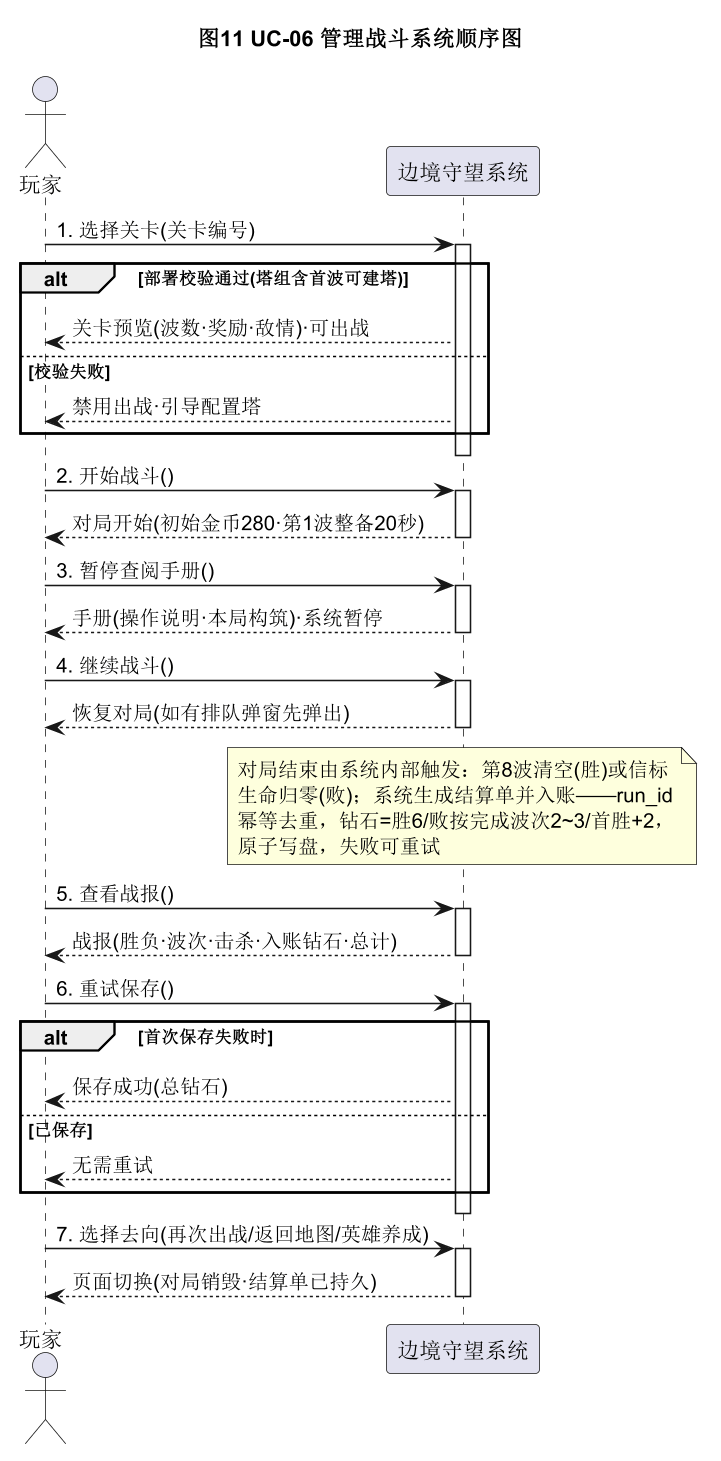 图11 UC-06 管理战斗系统顺序图
玩家
边境守望系统
1. 选择关卡(关卡编号)
alt
[部署校验通过(塔组含首波可建塔)]
关卡预览(波数·奖励·敌情)·可出战
[校验失败]
禁用出战·引导配置塔
2. 开始战斗()
对局开始(初始金币280·第1波整备20秒)
3. 暂停查阅手册()
手册(操作说明·本局构筑)·系统暂停
4. 继续战斗()
恢复对局(如有排队弹窗先弹出)
对局结束由系统内部触发：第8波清空(胜)或信标
生命归零(败)；系统生成结算单并入账——run_id
幂等去重，钻石=胜6/败按完成波次2~3/首胜+2，
原子写盘，失败可重试
5. 查看战报()
战报(胜负·波次·击杀·入账钻石·总计)
6. 重试保存()
alt
[首次保存失败时]
保存成功(总钻石)
[已保存]
无需重试
7. 选择去向(再次出战/返回地图/英雄养成)
页面切换(对局销毁·结算单已持久)
玩家
边境守望系统